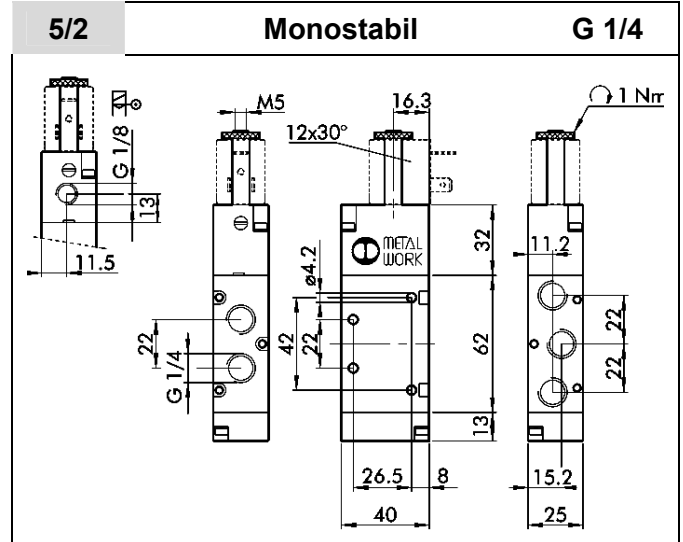 5/2 Monostabil G 1/4
M5
16.3
1 Nm
12x30°
G 1/8
13
11.5
METAL
WORK
ø4.2
32
11.2
22
G 1/4
42
22
62
22
22
13
26.5
8
15.2
40
25